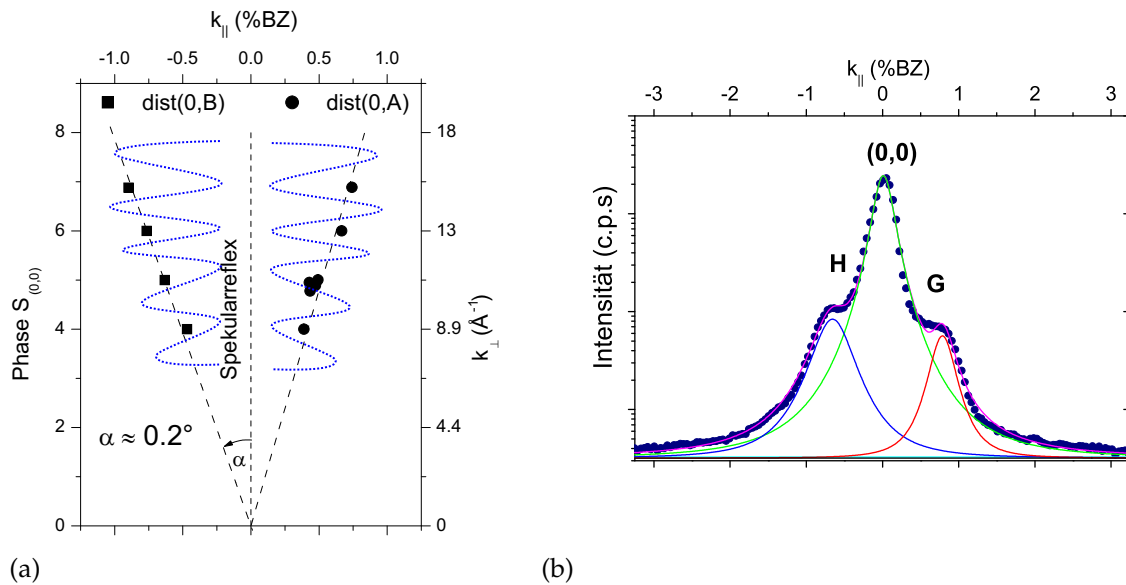 k|| (%BZ)
-1.0 -0.5 0.0 0.5 1.0
dist(0,B) dist(0,A)
8 18
6 13
4 8.9
2 4.4
0 0
Phase S(0,0)
Spekularreflex
k⊥ (Å-1)
α ≈ 0.2°
α
(a)
k|| (%BZ)
-3 -2 -1 0 1 2 3
(0,0)
H
G
Intensität (c.p.s)
(b)